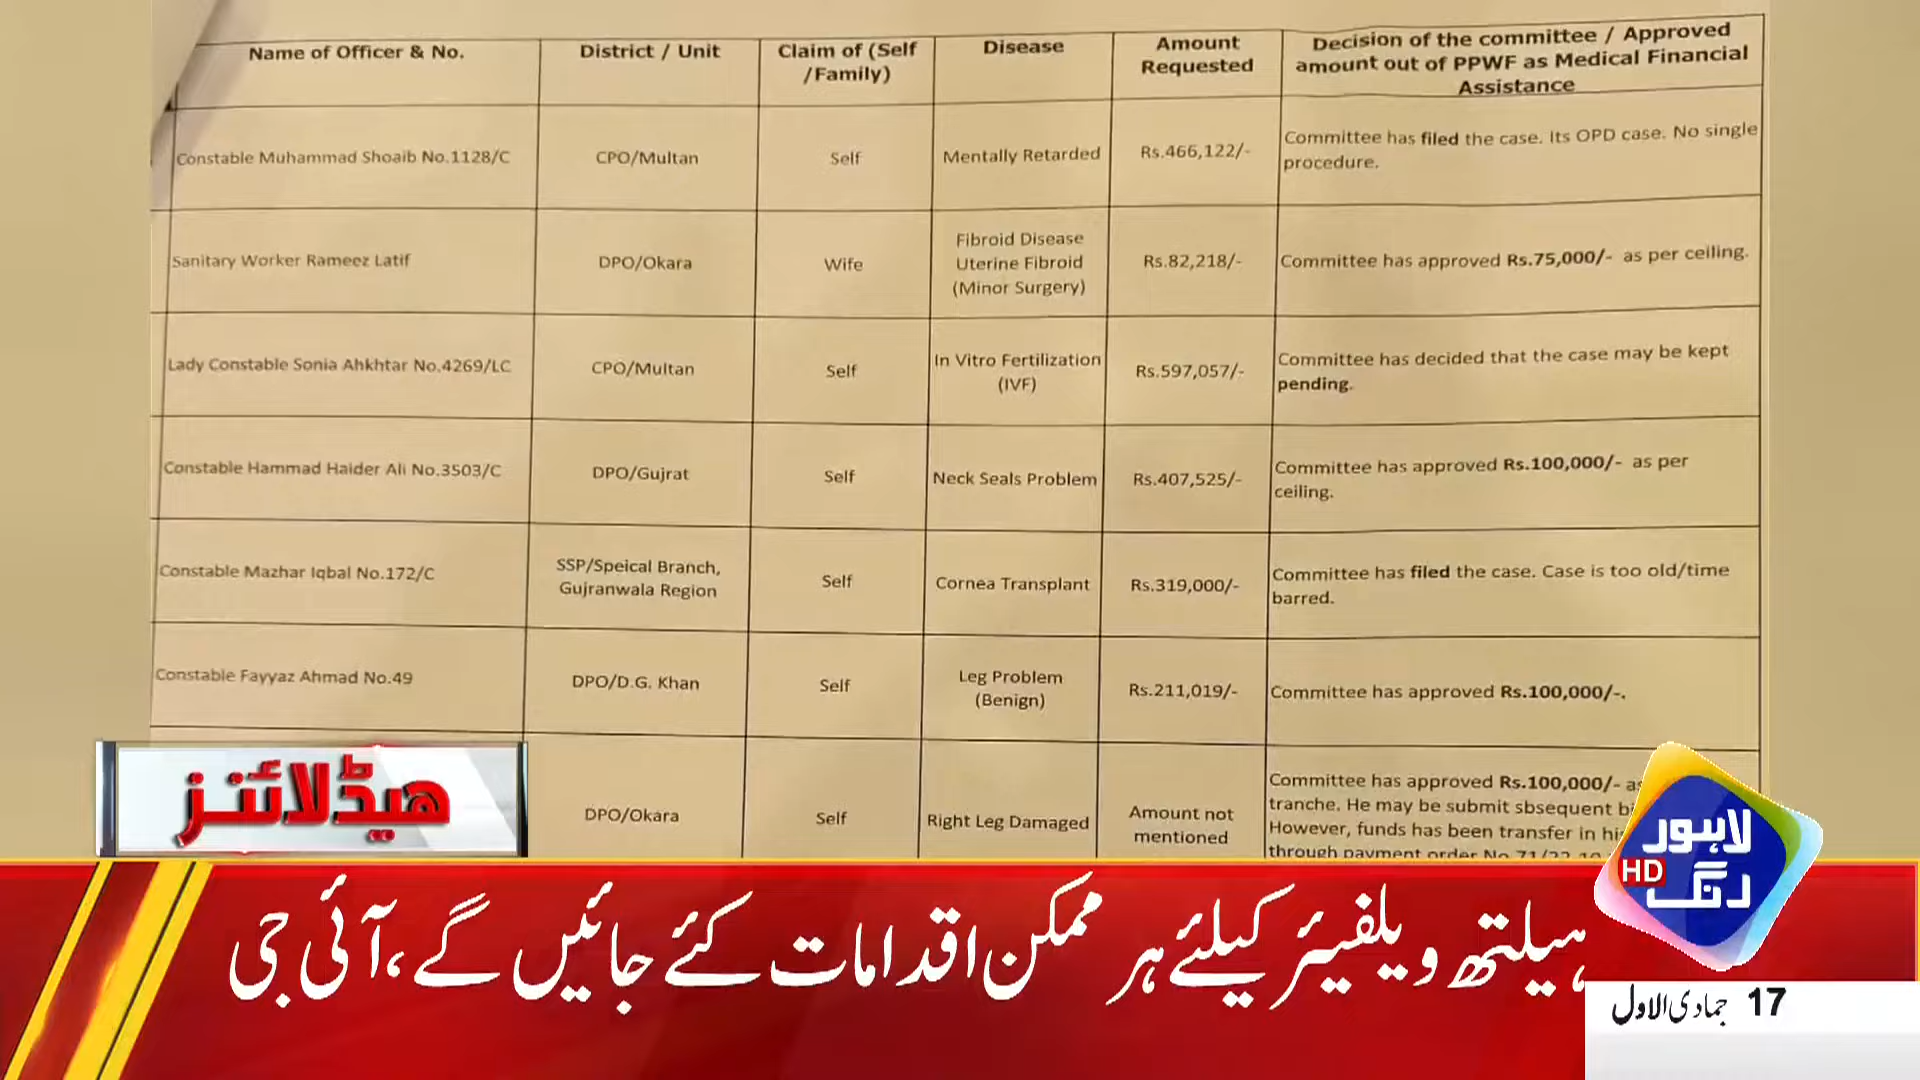 Name of Officer & No.
District / Unit
Claim of (Self
/Family)
Disease
Amount
Requested
Decision of the committee / Approved
amount out of PPWF as Medical Financial
Assistance
Constable Muhammad Shoaib No.1128/C
CPO/Multan
Self
Mentally Retarded
Rs.466,122/-
Committee has filed the case. Its OPD case. No single
procedure.
Sanitary Worker Rameez Latif
DPO/Okara
Wife
Fibroid Disease
Uterine Fibroid
(Minor Surgery)
Rs.82,218/-
Committee has approved Rs.75,000/- as per ceiling.
Lady Constable Sonia Ahkhtar No.4269/LC
CPO/Multan
Self
In Vitro Fertilization
(IVF)
Rs.597,057/-
Committee has decided that the case may be kept
pending.
Constable Hammad Haider Ali No.3503/C
DPO/Gujrat
Self
Neck Seals Problem
Rs.407,525/-
Committee has approved Rs.100,000/- as per
ceiling.
Constable Mazhar Iqbal No.172/C
SSP/Speical Branch,
Gujranwala Region
Self
Cornea Transplant
Rs.319,000/-
Committee has filed the case. Case is too old/time
barred.
Constable Fayyaz Ahmad No.49
DPO/D.G. Khan
Self
Leg Problem
(Benign)
Rs.211,019/-
Committee has approved Rs.100,000/-.
DPO/Okara
Self
Right Leg Damaged
Amount not
mentioned
Committee has approved Rs.100,000/-
tranche. He may be submit sbsequent
However, funds has been transfer in
through payment order No
ہیڈلائنز
لاہور
رنگ
HD
ہیلتھ ویلفیئر کیلئے ہر ممکن اقدامات کئے جائیں گے، آئی جی
17 جمادی الاول